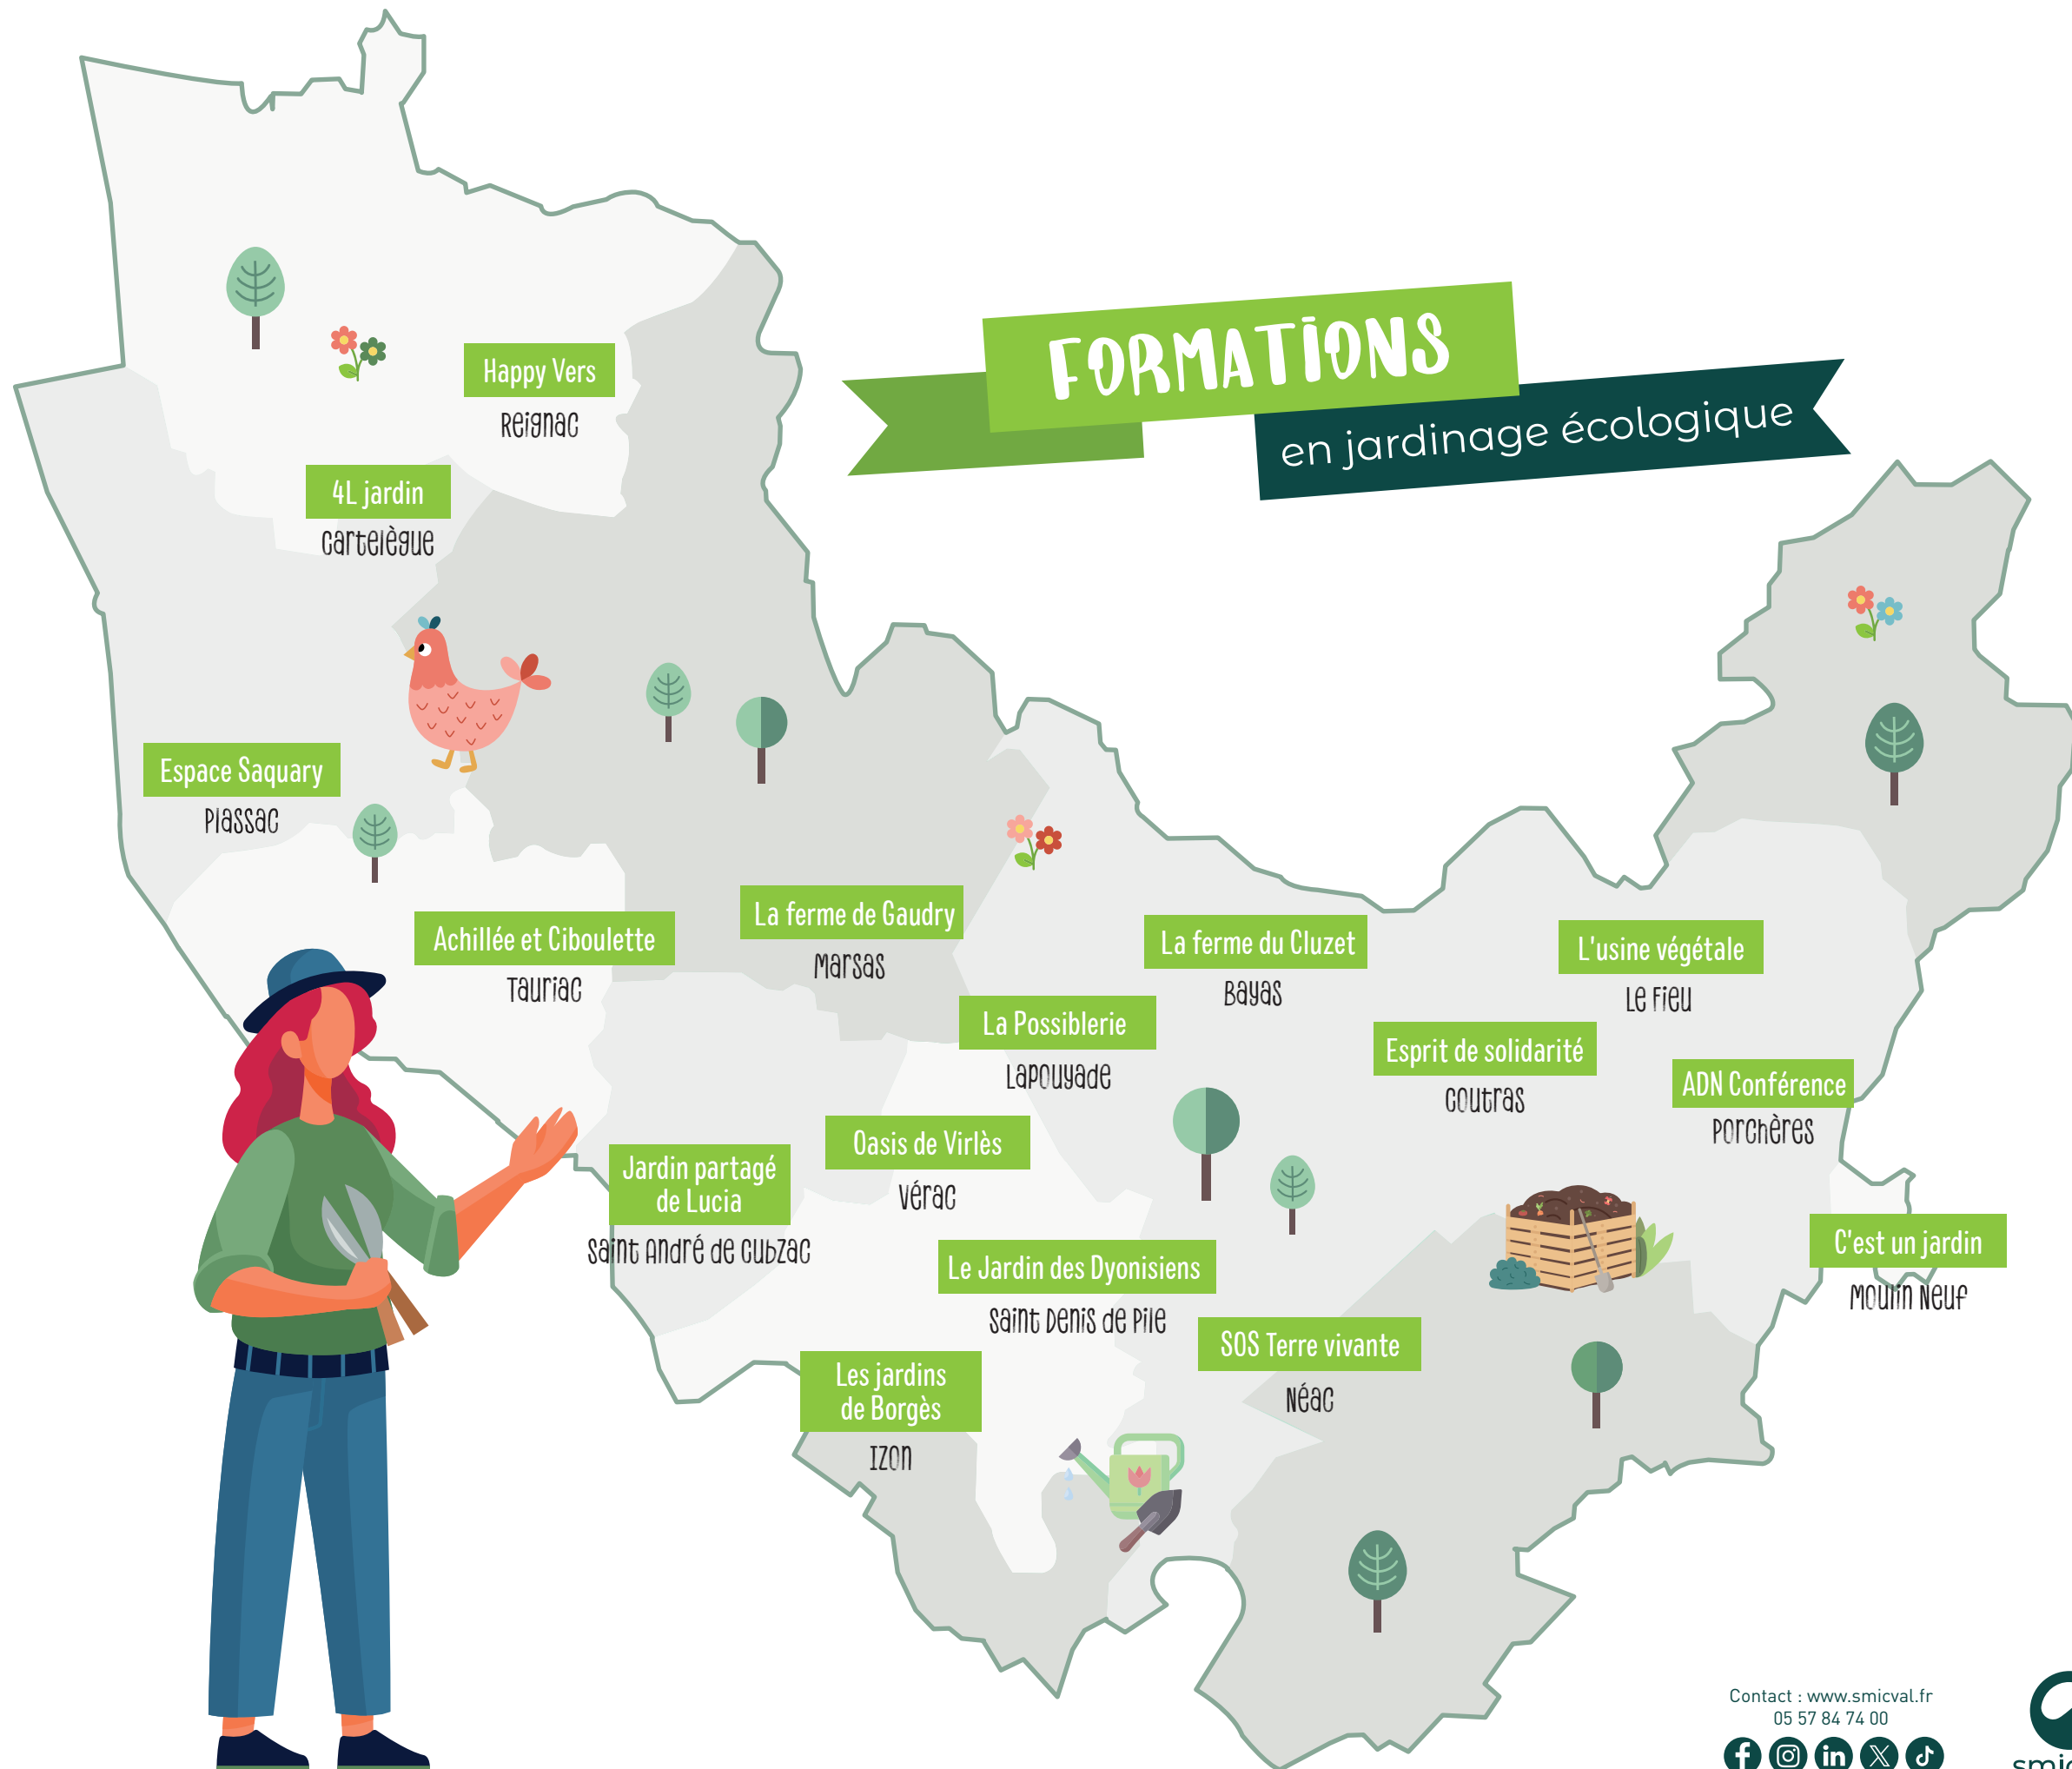 FORMATIONS
en jardinage écologique
Happy Vers
Reignac
4L jardin
Cartelègue
Espace Saquary
Plassac
Achillée et Ciboulette
Tauriac
La ferme de Gaudry
Marsas
La ferme du Cluzet
Bayas
L'usine végétale
Le Fieu
La Possiblerie
Lapouyade
Esprit de solidarité
Coutras
ADN Conférence
Porchères
Oasis de Virlès
Vérac
Jardin partagé
de Lucia
Saint André de Cubzac
C'est un jardin
Moulin Neuf
Le Jardin des Dyonisiens
Saint Denis de Pile
SOS Terre vivante
Néac
Les jardins
de Borgès
Izon
Contact : www.smicval.fr
05 57 84 74 00